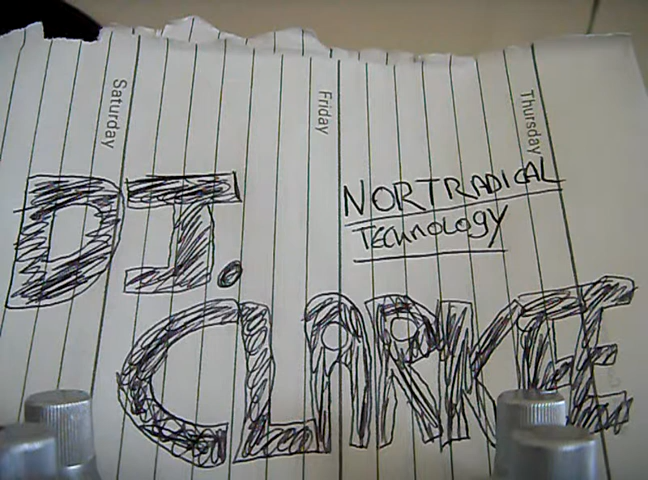 Saturday
Friday
Thursday
DJ.
NORTRADICAL
TECHNOLOGY
CLARKE